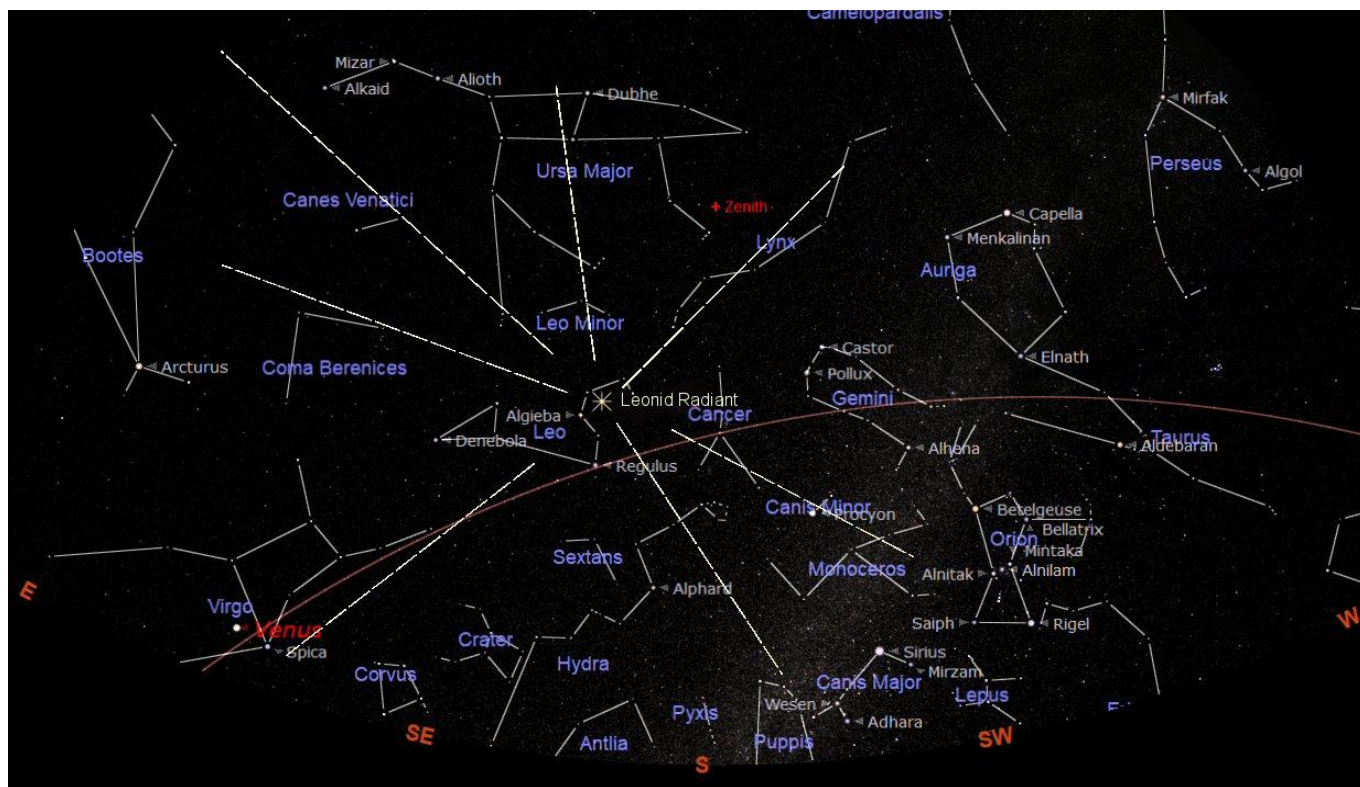 Camelopardalis
Mizar
Alioth
Alkaid
Dubhe
Mirfak
Ursa Major
Perseus
Algol
Canes Venatici
Zenith
Capella
Menkalinan
Lynx
Bootes
Auriga
Leo Minor
Castor
Elnath
Arcturus
Coma Berenices
Pollux
Gemini
Leonid Radiant
Algieba
Cancer
Leo
Denebola
Taurus
Aldebaran
Alhena
Regulus
Canis Minor
Procyon
Betelgeuse
Bellatrix
Orion
Mintaka
Sextans
Monoceros
Alnitak
Alnilam
Alphard
E
Virgo
Venus
Spica
Saiph
Rigel
W
Crater
Sirius
Hydra
Mirzam
Corvus
Canis Major
Lepus
Wesen
Pyxis
Adhara
SE
Antlia
Puppis
SW
S